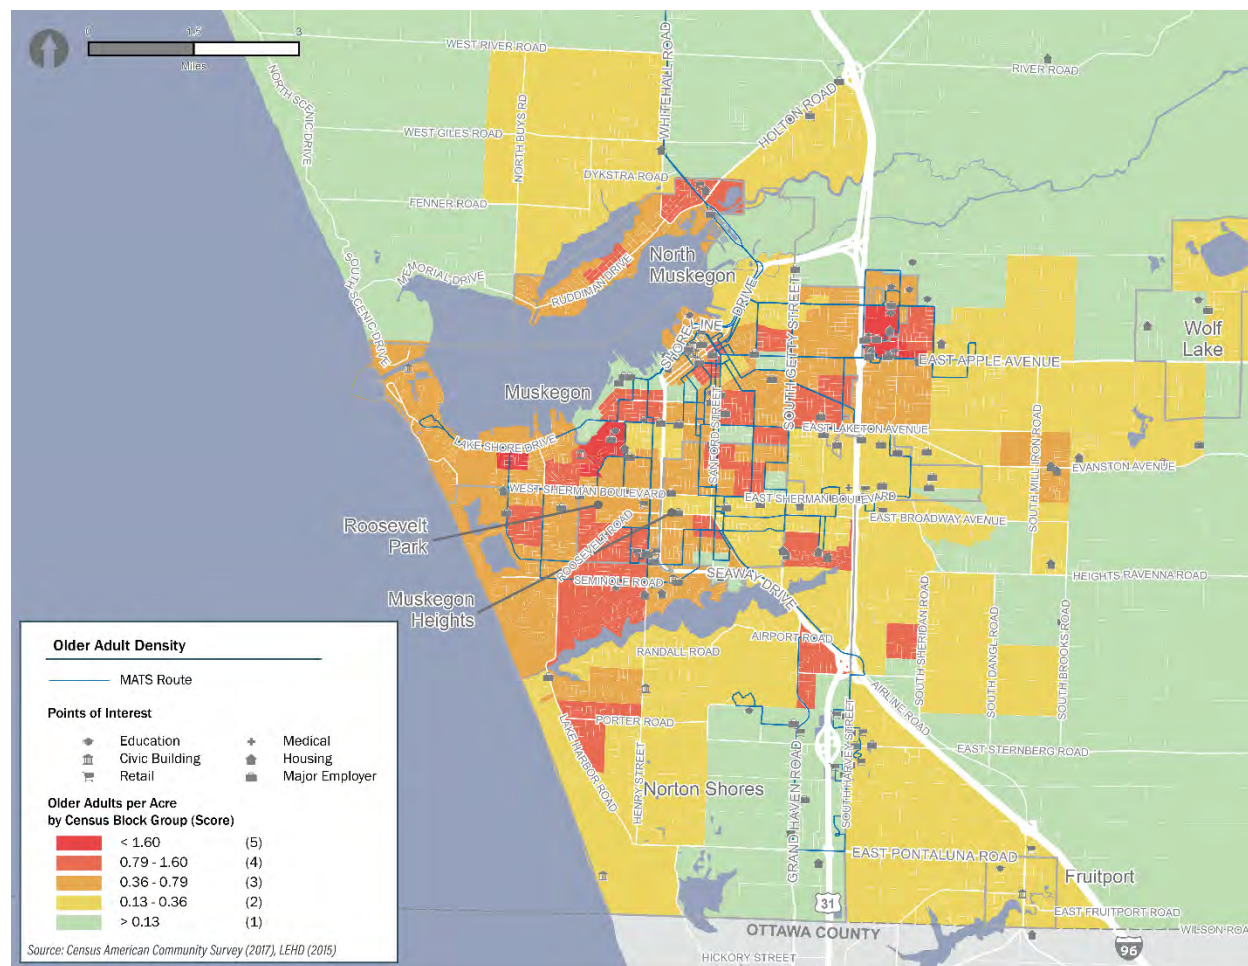 0 1.5 3
Miles
WEST RIVER ROAD
RIVER ROAD
NORTH SCENIC DRIVE
NORTH BUYS RD
WHITEHALL ROAD
HOLTON ROAD
WEST GILES ROAD
DYKSTRA ROAD
FENNER ROAD
MEMORIAL DRIVE
SOUTH SCENIC DRIVE
RUDDIMAN DRIVE
North
Muskegon
SHORELINE DRIVE
SOUTH GETTY STREET
Wolf
Lake
EAST APPLE AVENUE
Muskegon
LAKE SHORE DRIVE
SANFORD STREET
EAST LAKETON AVENUE
SOUTH MILL IRON ROAD
EVANSTON AVENUE
WEST SHERMAN BOULEVARD
EAST SHERMAN BOULEVARD
EAST BROADWAY AVENUE
Roosevelt
Park
ROOSEVELT ROAD
SEMINOLE ROAD
SEAWAY DRIVE
HEIGHTS RAVENNA ROAD
Muskegon
Heights
AIRPORT ROAD
RANDALL ROAD
SOUTH SHERIDAN ROAD
SOUTH DANGL ROAD
SOUTH BROOKS ROAD
AIRLINE ROAD
PORTER ROAD
LAKE HARBOR ROAD
HENRY STREET
GRAND HAVEN ROAD
SOUTH HARVEY STREET
EAST STERNBERG ROAD
Norton Shores
EAST PONTALUNA ROAD
Fruitport
31
EAST FRUITPORT ROAD
OTTAWA COUNTY
WILSON ROA
96
HICKORY STREET
Older Adult Density
MATS Route
Points of Interest
Education Medical
Civic Building Housing
Retail Major Employer
Older Adults per Acre
by Census Block Group (Score)
< 1.60 (5)
0.79 - 1.60 (4)
0.36 - 0.79 (3)
0.13 - 0.36 (2)
> 0.13 (1)
Source: Census American Community Survey (2017), LEHD (2015)